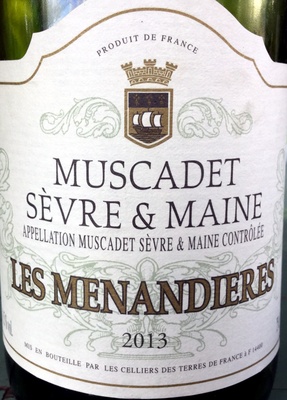 PRODUIT DE FRANCE
MUSCADET
SÈVRE & MAINE
APPELLATION MUSCADET SÈVRE & MAINE CONTRÔLÉE
LES MENANDIERES
2013
MIS EN BOUTEILLE PAR LES CELLIERS DES TERRES DE FRANCE À F